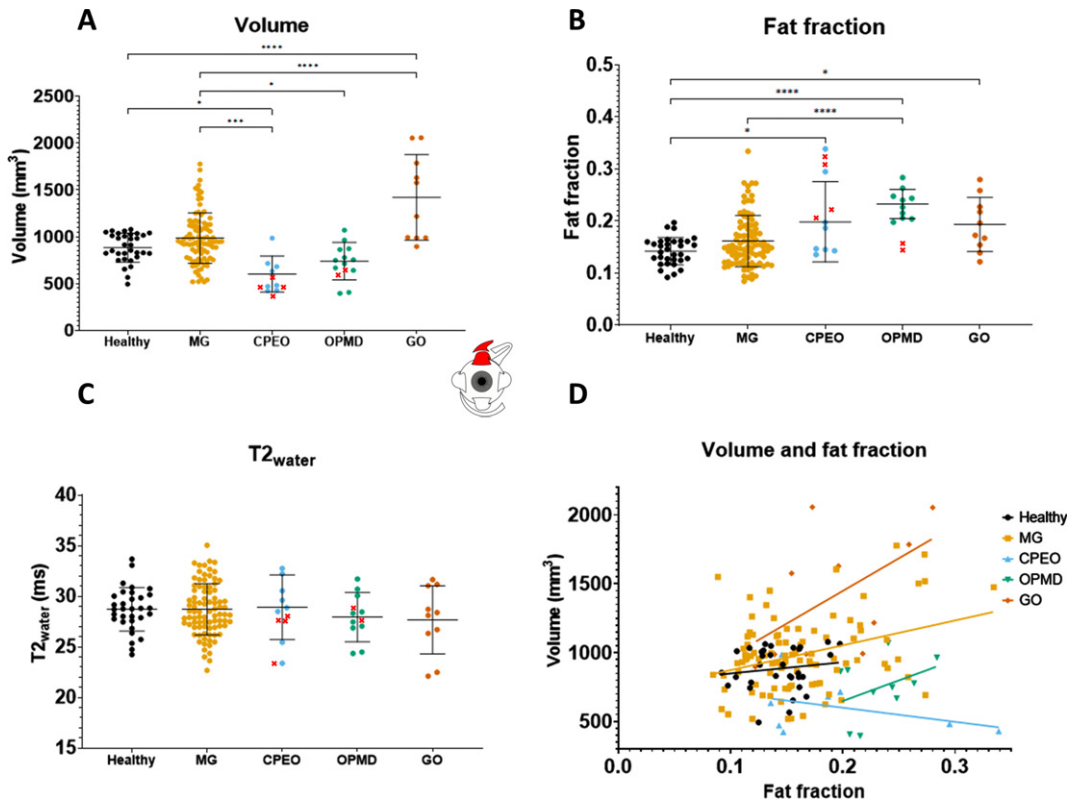 A
Volume
****
****
*
*
***
Volume (mm³)
2500
2000
1500
1000
500
0
Healthy MG CPEO OPMD GO
B
Fat fraction
*
****
****
*
Fat fraction
0.5
0.4
0.3
0.2
0.1
0.0
Healthy MG CPEO OPMD GO
C
T2water
T2water (ms)
40
35
30
25
20
15
Healthy MG CPEO OPMD GO
D
Volume and fat fraction
Volume (mm³)
2000
1500
1000
500
0.0 0.1 0.2 0.3
Fat fraction
Healthy
MG
CPEO
OPMD
GO